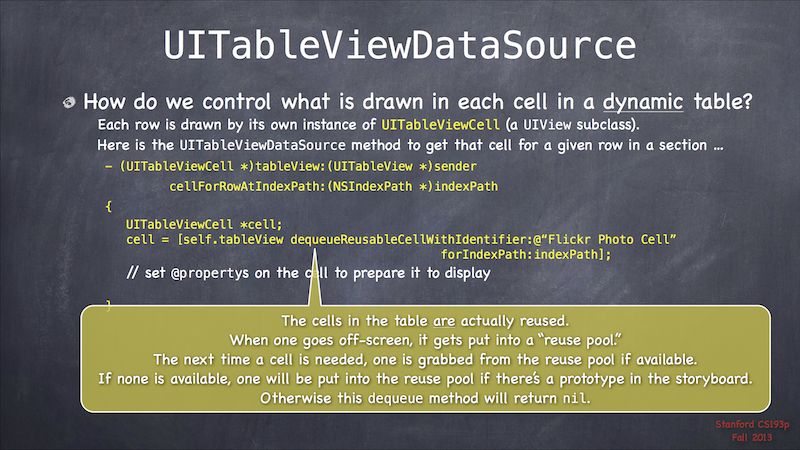 UITableViewDataSource
How do we control what is drawn in each cell in a dynamic table?
Each row is drawn by its own instance of UITableViewCell (a UIView subclass).
Here is the UITableViewDataSource method to get that cell for a given row in a section ...
- (UITableViewCell *)tableView:(UITableView *)sender
cellForRowAtIndexPath:(NSIndexPath *)indexPath
{
UITableViewCell *cell;
cell = [self.tableView dequeueReusableCellWithIdentifier:@“Flickr Photo Cell”
forIndexPath:indexPath];
// set @propertys on the cell to prepare it to display
}
The cells in the table are actually reused.
When one goes off-screen, it gets put into a “reuse pool.”
The next time a cell is needed, one is grabbed from the reuse pool if available.
If none is available, one will be put into the reuse pool if there’s a prototype in the storyboard.
Otherwise this dequeue method will return nil.
Stanford CS193p
Fall 2013